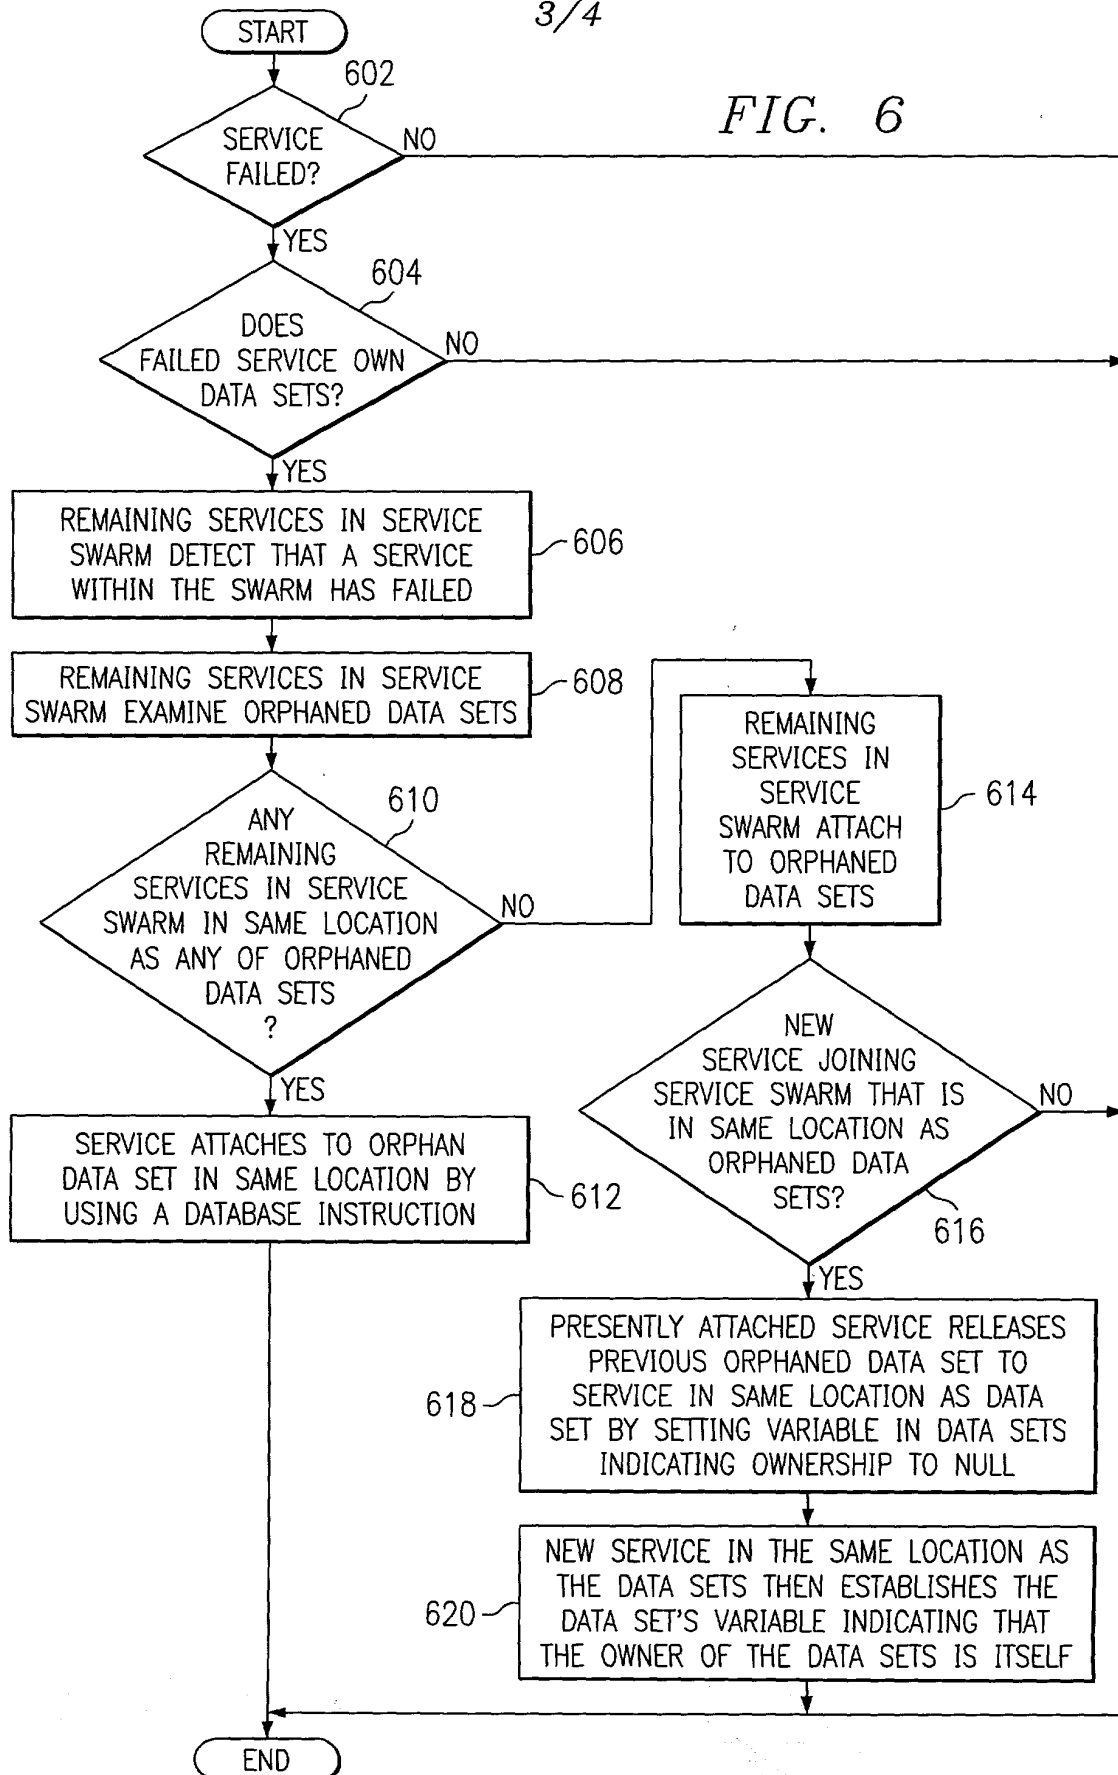 3/4
START
FIG. 6
602
SERVICE
FAILED?
NO
YES
604
DOES
FAILED SERVICE OWN
DATA SETS?
NO
YES
REMAINING SERVICES IN SERVICE
SWARM DETECT THAT A SERVICE
WITHIN THE SWARM HAS FAILED
606
REMAINING SERVICES IN SERVICE
SWARM EXAMINE ORPHANED DATA SETS
608
610
ANY
REMAINING
SERVICES IN SERVICE
SWARM IN SAME LOCATION
AS ANY OF ORPHANED
DATA SETS
?
NO
YES
SERVICE ATTACHES TO ORPHAN
DATA SET IN SAME LOCATION BY
USING A DATABASE INSTRUCTION
612
REMAINING
SERVICES IN
SERVICE
SWARM ATTACH
TO ORPHANED
DATA SETS
614
NEW
SERVICE JOINING
SERVICE SWARM THAT IS
IN SAME LOCATION AS
ORPHANED DATA
SETS?
NO
616
YES
PRESENTLY ATTACHED SERVICE RELEASES
PREVIOUS ORPHANED DATA SET TO
SERVICE IN SAME LOCATION AS DATA
SET BY SETTING VARIABLE IN DATA SETS
INDICATING OWNERSHIP TO NULL
618
NEW SERVICE IN THE SAME LOCATION AS
THE DATA SETS THEN ESTABLISHES THE
DATA SET'S VARIABLE INDICATING THAT
THE OWNER OF THE DATA SETS IS ITSELF
620
END